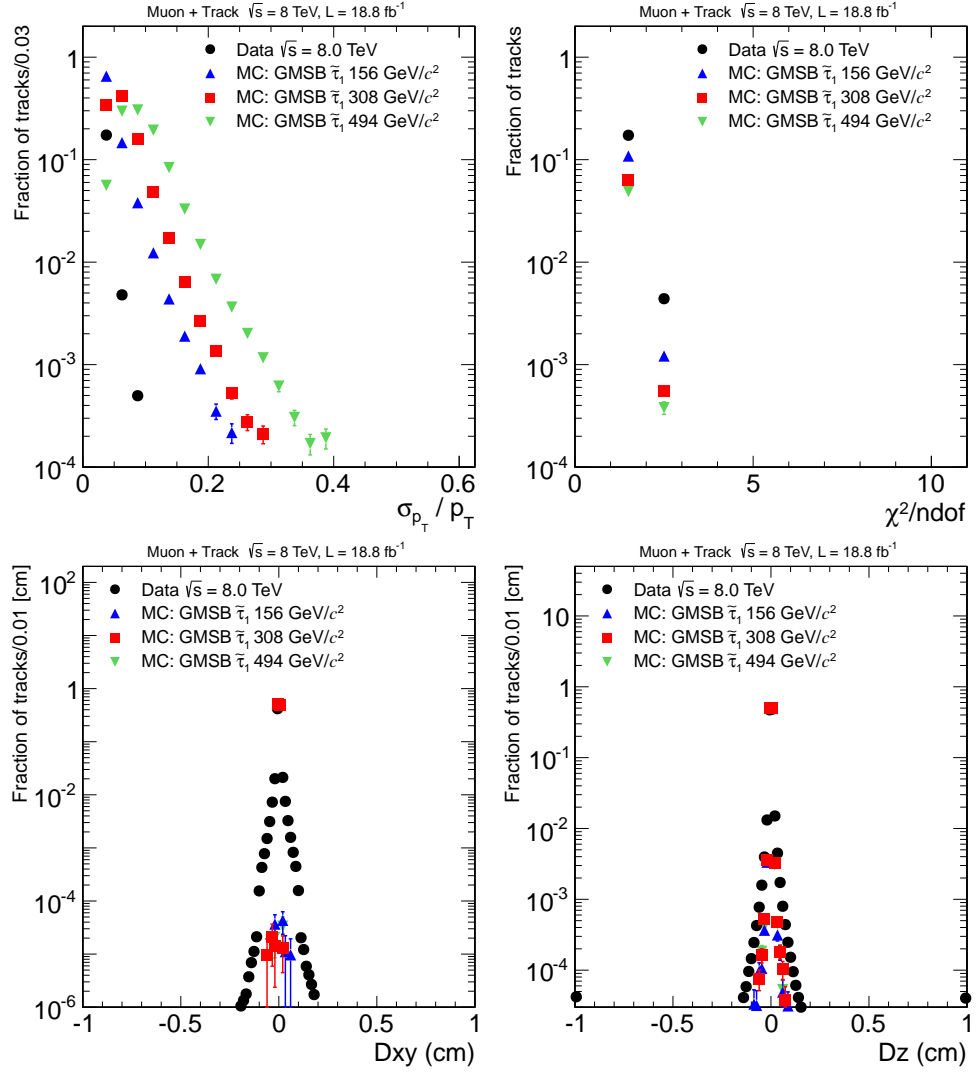 Muon + Track √s = 8 TeV, L = 18.8 fb⁻¹
Fraction of tracks/0.03
Data √s = 8.0 TeV
MC: GMSB τ̃₁ 156 GeV/c²
MC: GMSB τ̃₁ 308 GeV/c²
MC: GMSB τ̃₁ 494 GeV/c²
1
10⁻¹
10⁻²
10⁻³
10⁻⁴
0 0.2 0.4 0.6
σ_{p_T} / p_T
Muon + Track √s = 8 TeV, L = 18.8 fb⁻¹
Fraction of tracks
Data √s = 8.0 TeV
MC: GMSB τ̃₁ 156 GeV/c²
MC: GMSB τ̃₁ 308 GeV/c²
MC: GMSB τ̃₁ 494 GeV/c²
1
10⁻¹
10⁻²
10⁻³
10⁻⁴
0 5 10
χ²/ndof
Muon + Track √s = 8 TeV, L = 18.8 fb⁻¹
Fraction of tracks/0.01 [cm]
Data √s = 8.0 TeV
MC: GMSB τ̃₁ 156 GeV/c²
MC: GMSB τ̃₁ 308 GeV/c²
MC: GMSB τ̃₁ 494 GeV/c²
10²
1
10⁻²
10⁻⁴
10⁻⁶
-1 -0.5 0 0.5 1
Dxy (cm)
Muon + Track √s = 8 TeV, L = 18.8 fb⁻¹
Fraction of tracks/0.01 [cm]
Data √s = 8.0 TeV
MC: GMSB τ̃₁ 156 GeV/c²
MC: GMSB τ̃₁ 308 GeV/c²
MC: GMSB τ̃₁ 494 GeV/c²
10
1
10⁻¹
10⁻²
10⁻³
10⁻⁴
-1 -0.5 0 0.5 1
Dz (cm)